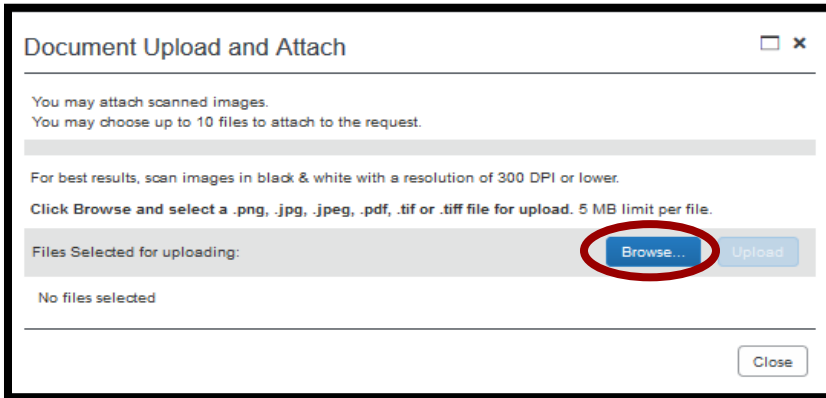 Document Upload and Attach
You may attach scanned images.
You may choose up to 10 files to attach to the request.
For best results, scan images in black & white with a resolution of 300 DPI or lower.
Click Browse and select a .png, .jpg, .jpeg, .pdf, .tif or .tiff file for upload. 5 MB limit per file.
Files Selected for uploading: Browse... Upload
No files selected
Close